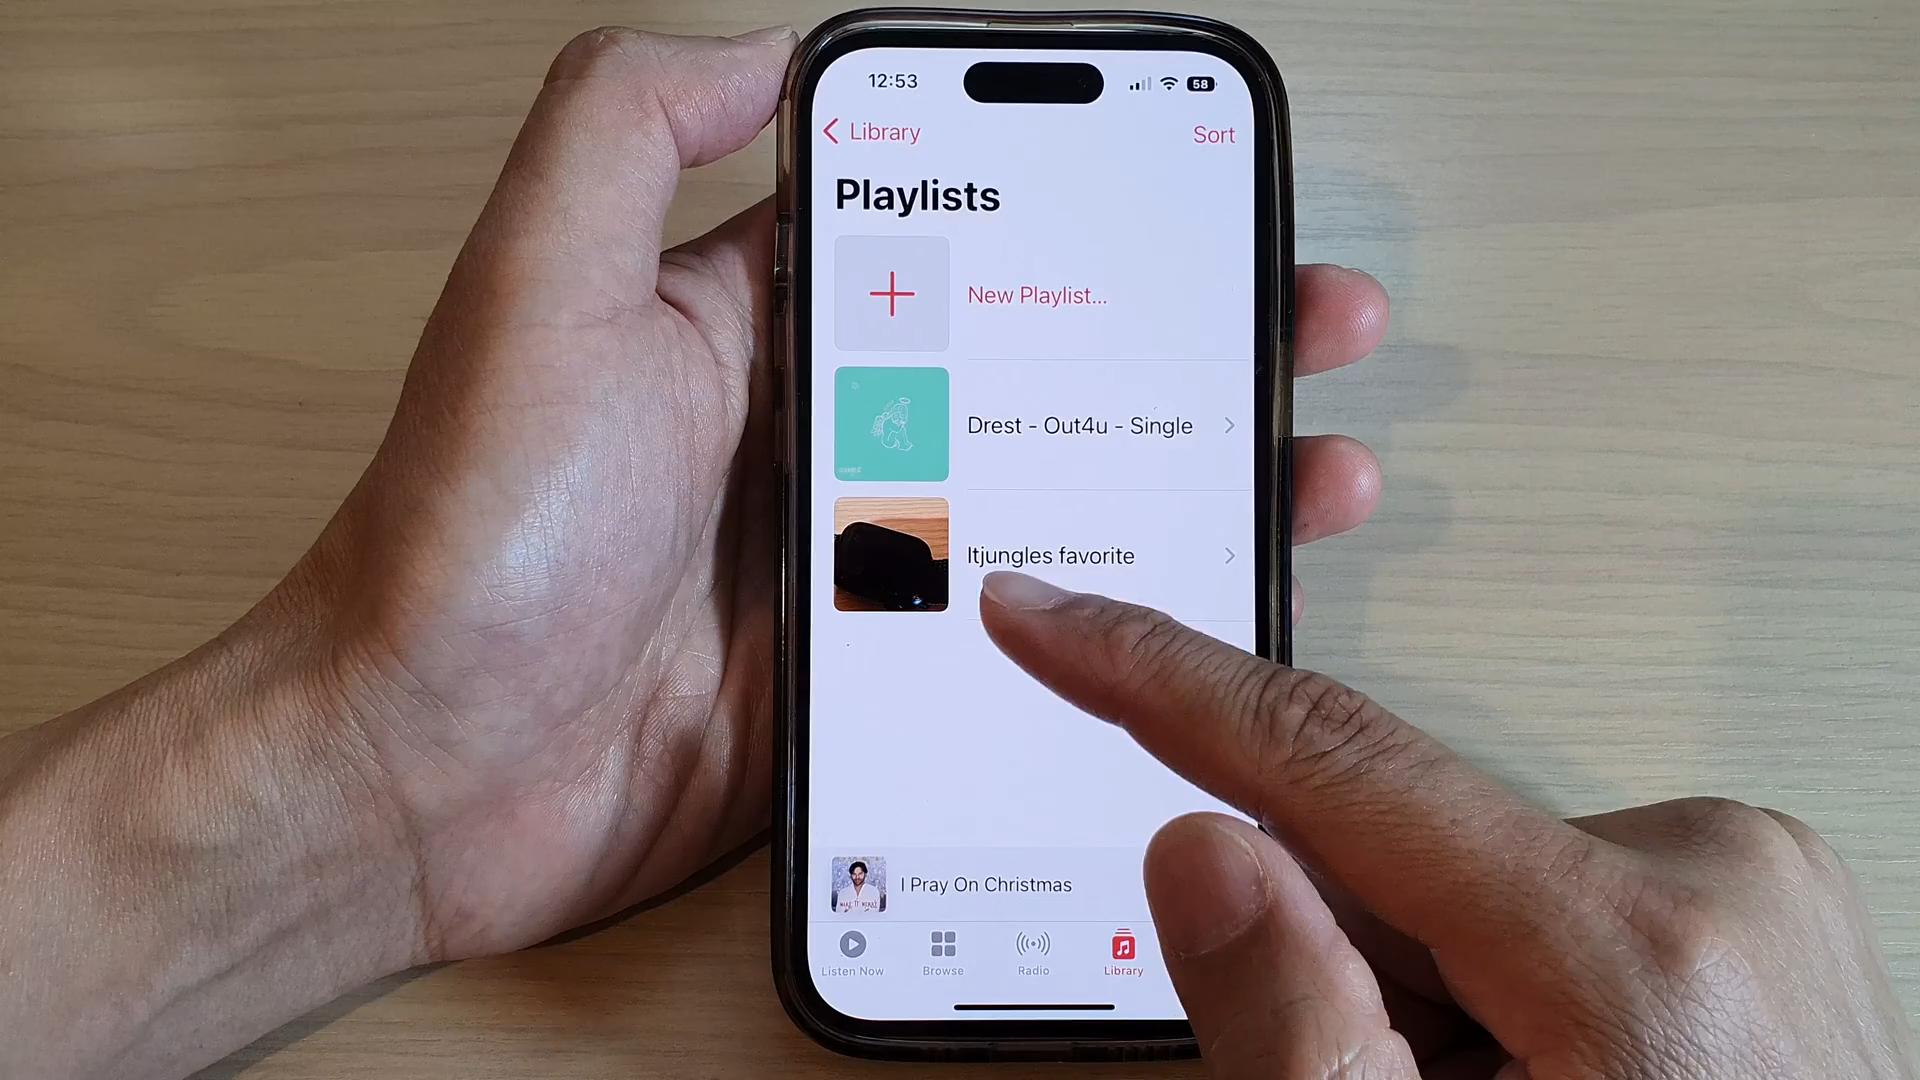 12:53
58
Library
Sort
Playlists
New Playlist...
Drest - Out4u - Single
Itjungles favorite
I Pray On Christmas
Listen Now
Browse
Radio
Library